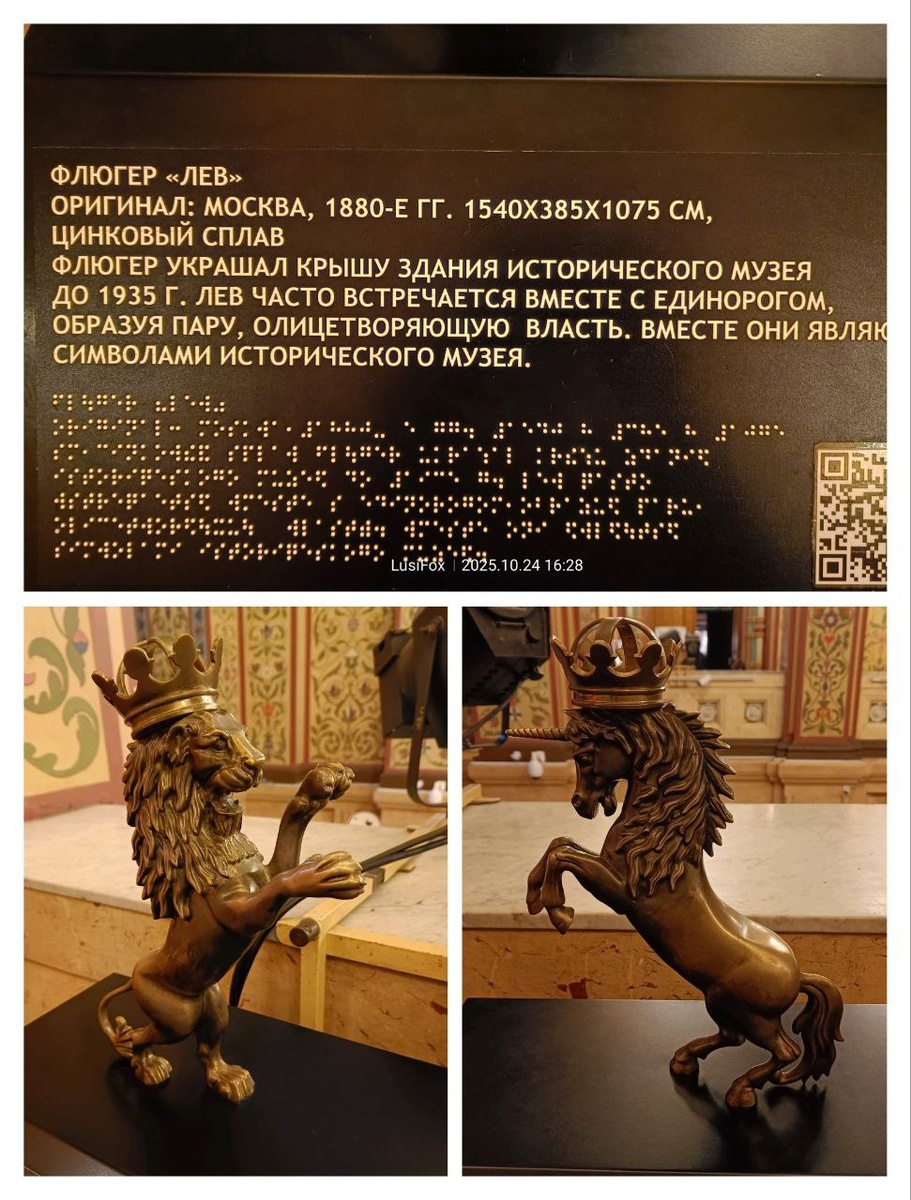 ФЛЮГЕР «ЛЕВ»
ОРИГИНАЛ: МОСКВА, 1880-Е ГГ. 1540Х385Х1075 СМ,
ЦИНКОВЫЙ СПЛАВ
ФЛЮГЕР УКРАШАЛ КРЫШУ ЗДАНИЯ ИСТОРИЧЕСКОГО МУЗЕЯ
ДО 1935 Г. ЛЕВ ЧАСТО ВСТРЕЧАЕТСЯ ВМЕСТЕ С ЕДИНОРОГОМ,
ОБРАЗУЯ ПАРУ, ОЛИЦЕТВОРЯЮЩУЮ ВЛАСТЬ. ВМЕСТЕ ОНИ ЯВЛЯЮ
СИМВОЛАМИ ИСТОРИЧЕСКОГО МУЗЕЯ.
LusiFox | 2025.10.24 16:28